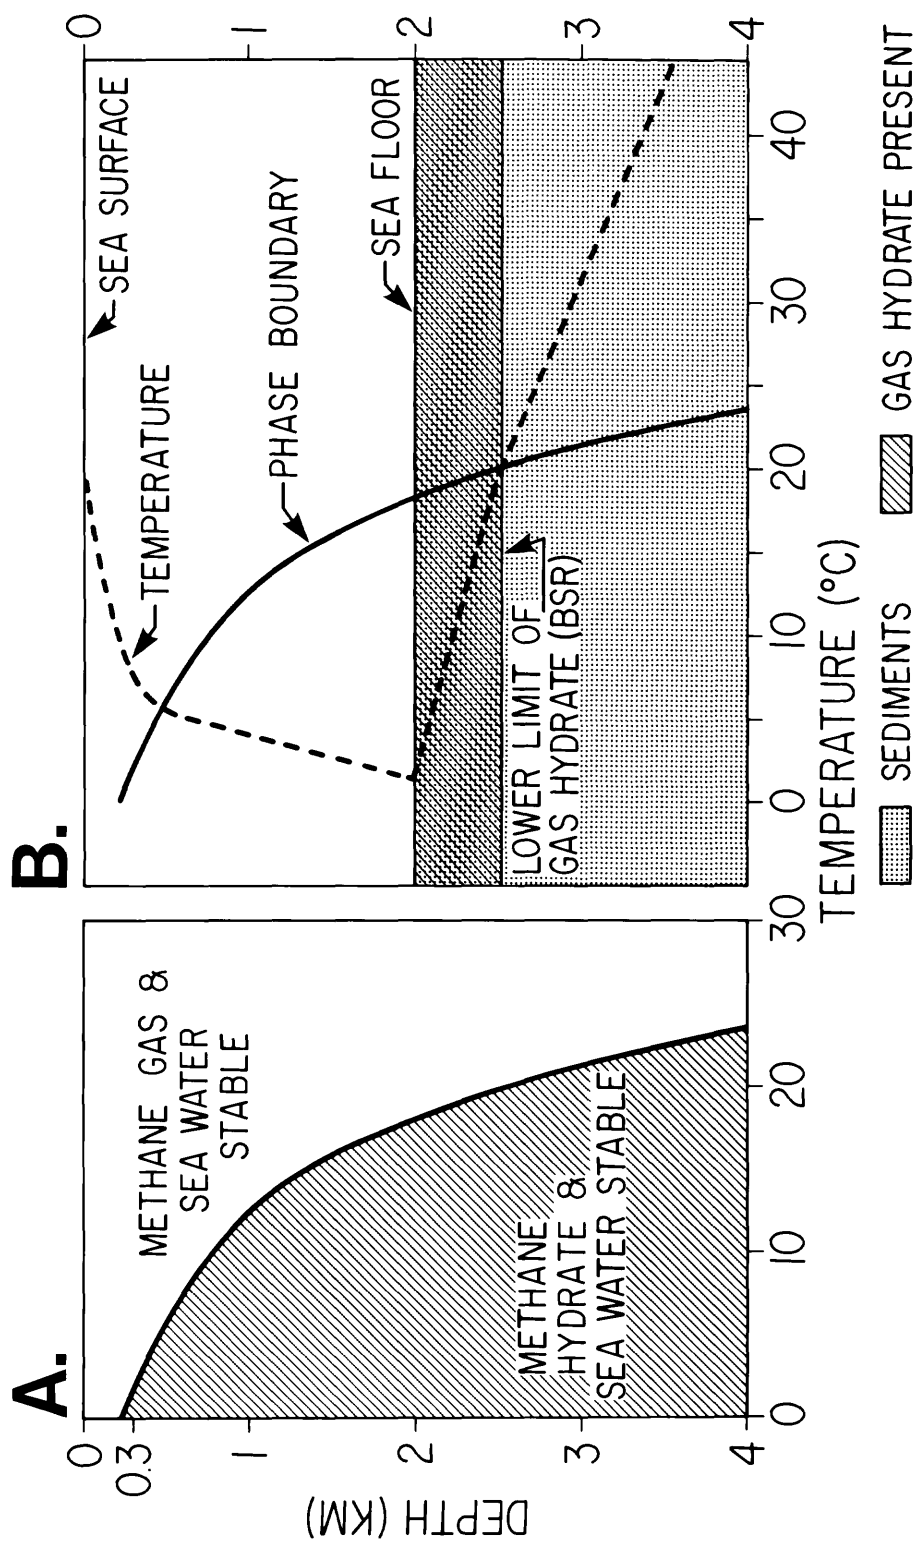 A.
B.
0
0.3
1
2
3
4
DEPTH (KM)
METHANE GAS &
SEA WATER
STABLE
METHANE
HYDRATE &
SEA WATER STABLE
0
10
20
30
SEA SURFACE
TEMPERATURE
PHASE BOUNDARY
SEA FLOOR
LOWER LIMIT OF
GAS HYDRATE (BSR)
0
1
2
3
4
0
10
20
30
40
TEMPERATURE (°C)
SEDIMENTS
GAS HYDRATE PRESENT